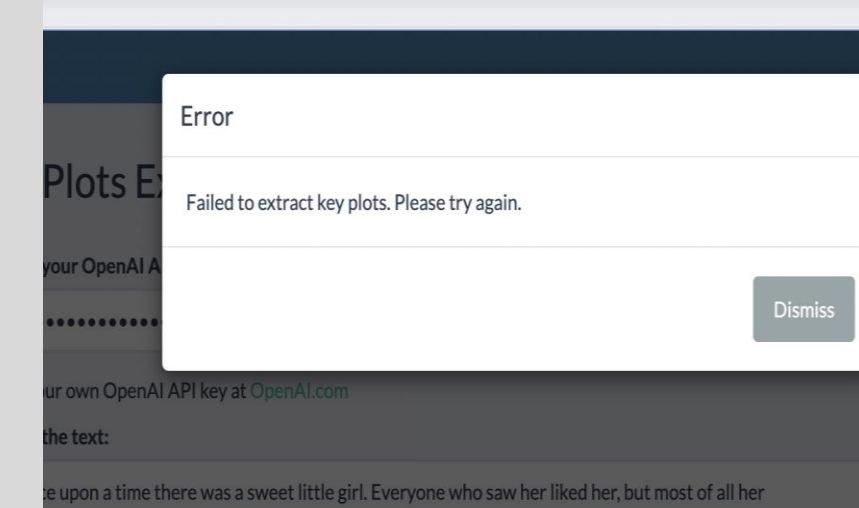 Error
Plots E
Failed to extract key plots. Please try again.
your OpenAI A
••••••••••••
Dismiss
ur own OpenAI API key at OpenAI.com
the text:
ce upon a time there was a sweet little girl. Everyone who saw her liked her, but most of all her